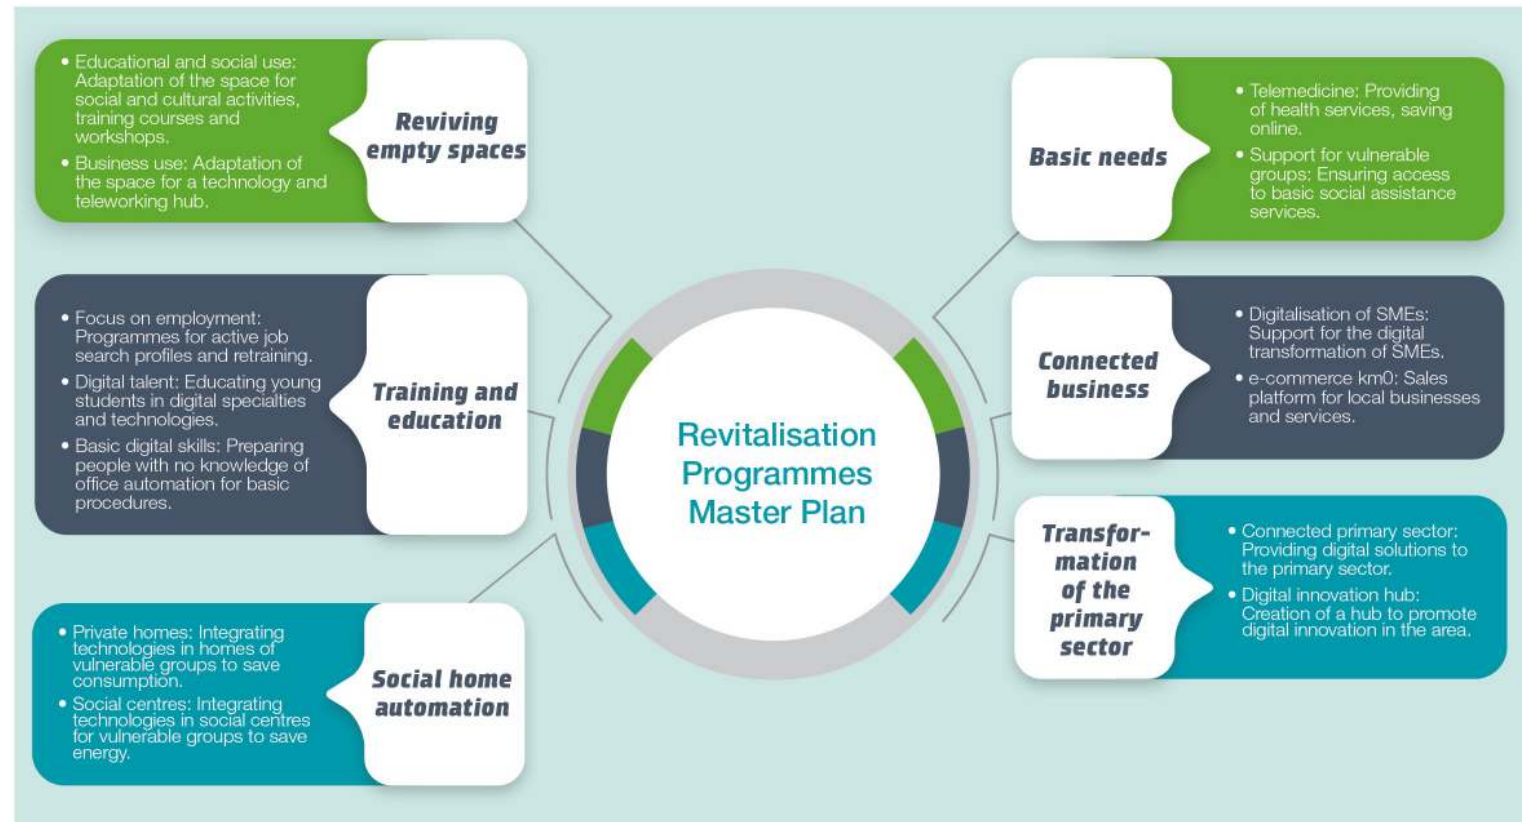 • Educational and social use:
Adaptation of the space for
social and cultural activities,
training courses and
workshops.
• Business use: Adaptation of
the space for a technology and
teleworking hub.
Reviving
empty spaces
• Focus on employment:
Programmes for active job
search profiles and retraining.
• Digital talent: Educating young
students in digital specialties
and technologies.
• Basic digital skills: Preparing
people with no knowledge of
office automation for basic
procedures.
Training and
education
• Private homes: Integrating
technologies in homes of
vulnerable groups to save
consumption.
• Social centres: Integrating
technologies in social centres
for vulnerable groups to save
energy.
Social home
automation
Revitalisation
Programmes
Master Plan
Basic needs
• Telemedicine: Providing
of health services, saving
online.
• Support for vulnerable
groups: Ensuring access
to basic social assistance
services.
Connected
business
• Digitalisation of SMEs:
Support for the digital
transformation of SMEs.
• e-commerce km0: Sales
platform for local businesses
and services.
Transfor-
mation
of the
primary
sector
• Connected primary sector:
Providing digital solutions to
the primary sector.
• Digital innovation hub:
Creation of a hub to promote
digital innovation in the area.